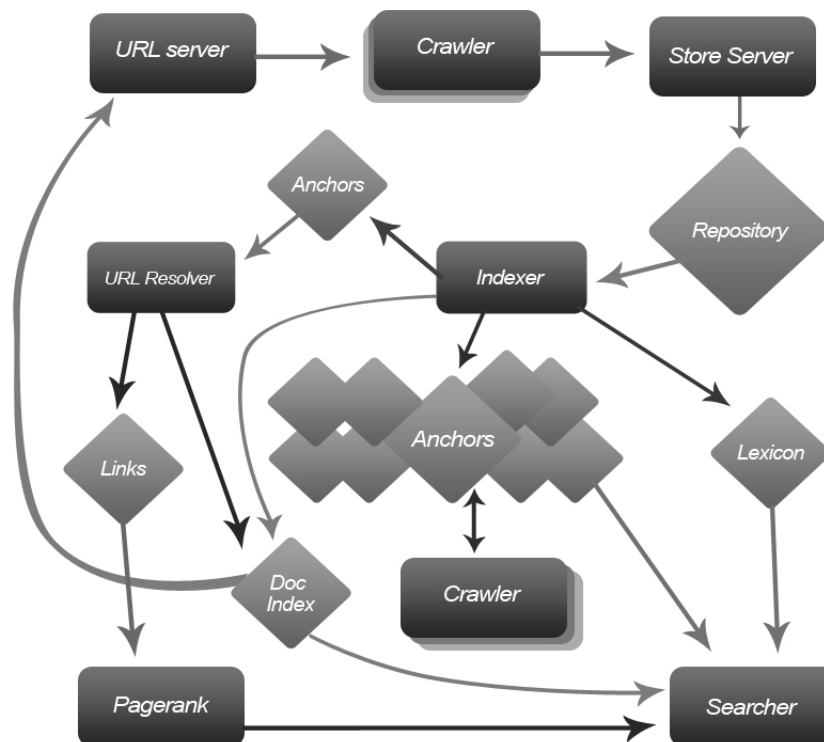 URL server
Crawler
Store Server
Anchors
Repository
URL Resolver
Indexer
Anchors
Links
Lexicon
Doc
Index
Crawler
Pagerank
Searcher